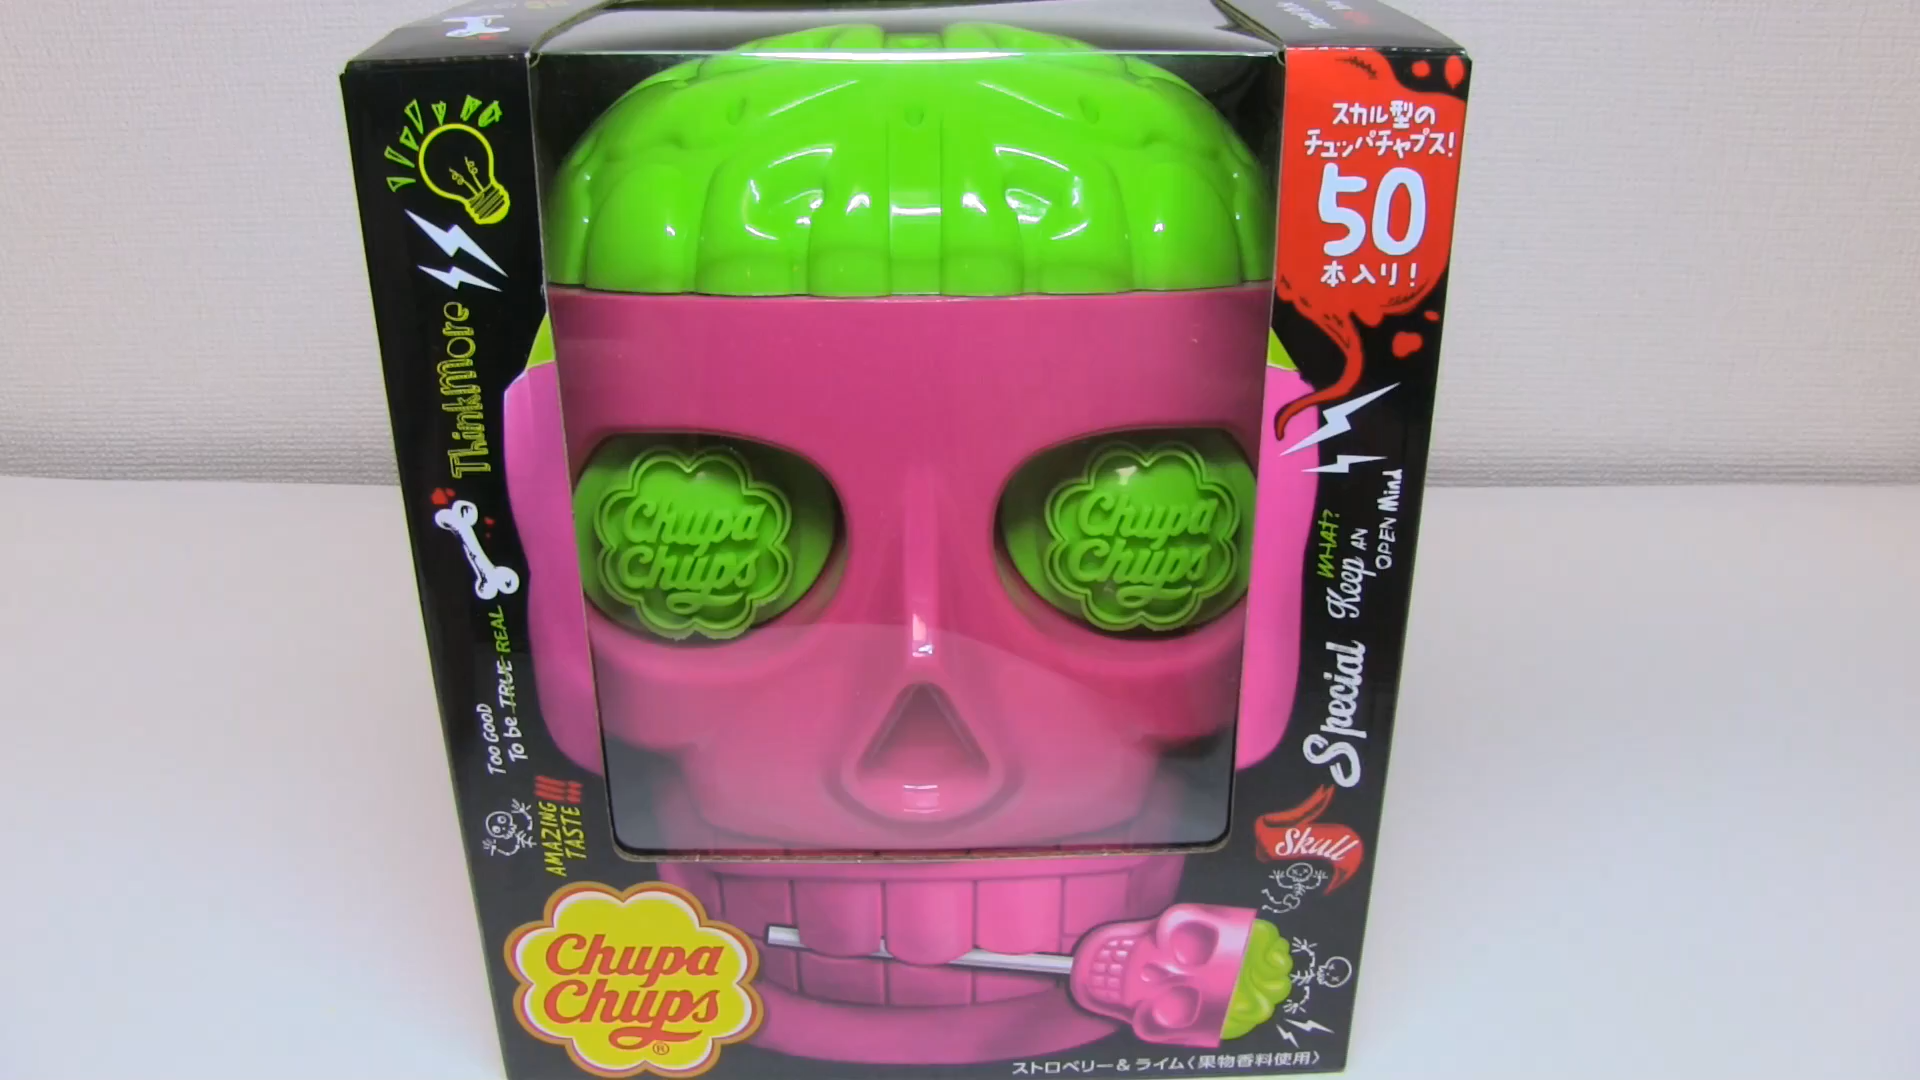 スカル型の
チュッパチャプス!
50
本入り!
ThinkMore
Chupa
Chups
Chupa
Chups
WHAT?
Keep AN
OPEN Mind
Special
TOO GOOD
To be TRUE REAL
AMAZING!!!
TASTE
Skull
Chupa
Chups
®
ストロベリー&ライム〈果物香料使用〉